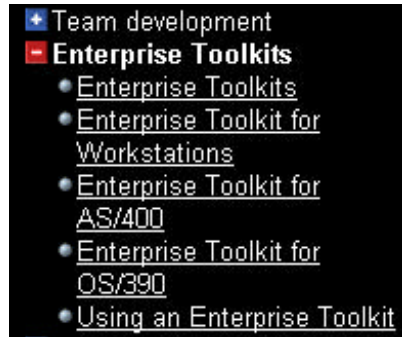 Team development
Enterprise Toolkits
Enterprise Toolkits
Enterprise Toolkit for
Workstations
Enterprise Toolkit for
AS/400
Enterprise Toolkit for
OS/390
Using an Enterprise Toolkit